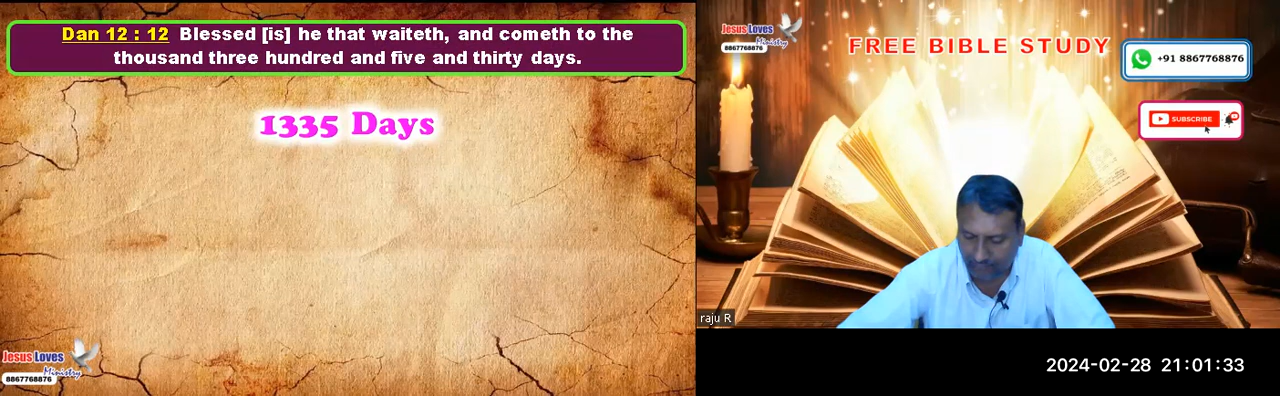 Dan 12 : 12 Blessed [is] he that waiteth, and cometh to the
thousand three hundred and five and thirty days.
1335 Days
Jesus Loves
Ministry
8867768876
Jesus Loves
Ministry
8867768876
FREE BIBLE STUDY
+91 8867768876
SUBSCRIBE
raju R
2024-02-28 21:01:33